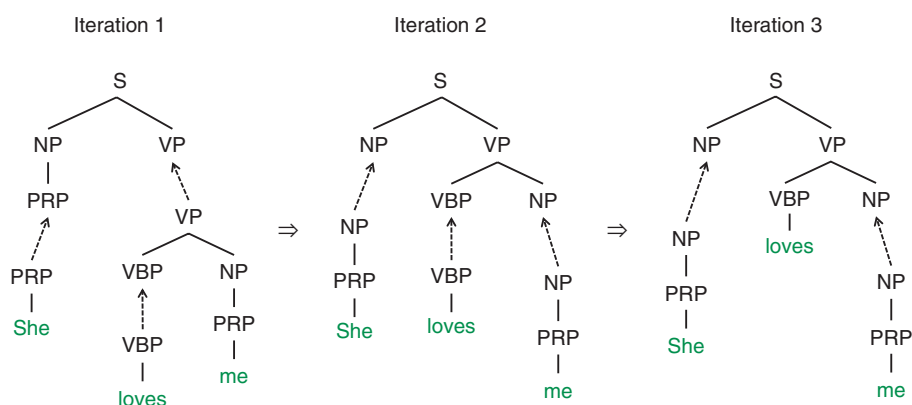 Iteration 1 Iteration 2 Iteration 3
S S S
NP VP NP VP NP VP
PRP VP VBP NP VBP NP
NP loves
NP
PRP VBP NP PRP VBP NP PRP NP
She PRP She loves PRP She PRP
VBP me me me
loves
⇒ ⇒